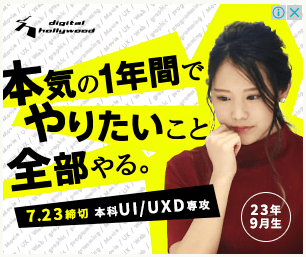 digital
hollywood
本気の1年間で
やりたいこと
全部やる。
7.23締切 本科UI/UXD専攻
23年
9月生